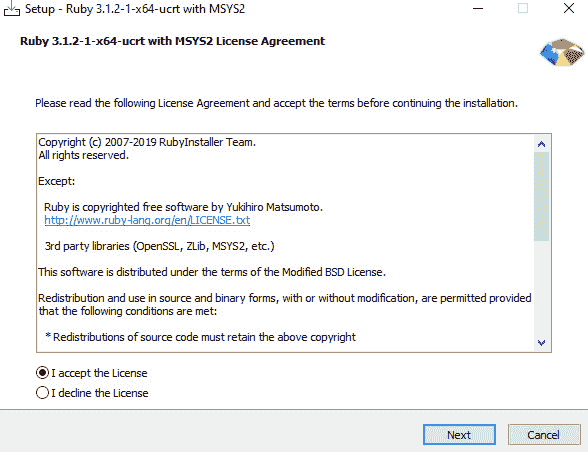 Setup - Ruby 3.1.2-1-x64-ucrt with MSYS2
Ruby 3.1.2-1-x64-ucrt with MSYS2 License Agreement
Please read the following License Agreement and accept the terms before continuing the installation.
Copyright (c) 2007-2019 RubyInstaller Team.
All rights reserved.
Except:
Ruby is copyrighted free software by Yukihiro Matsumoto.
http://www.ruby-lang.org/en/LICENSE.txt
3rd party libraries (OpenSSL, ZLib, MSYS2, etc.)
This software is distributed under the terms of the Modified BSD License.
Redistribution and use in source and binary forms, with or without modification, are permitted provided
that the following conditions are met:
* Redistributions of source code must retain the above copyright
I accept the License
I decline the License
Next Cancel